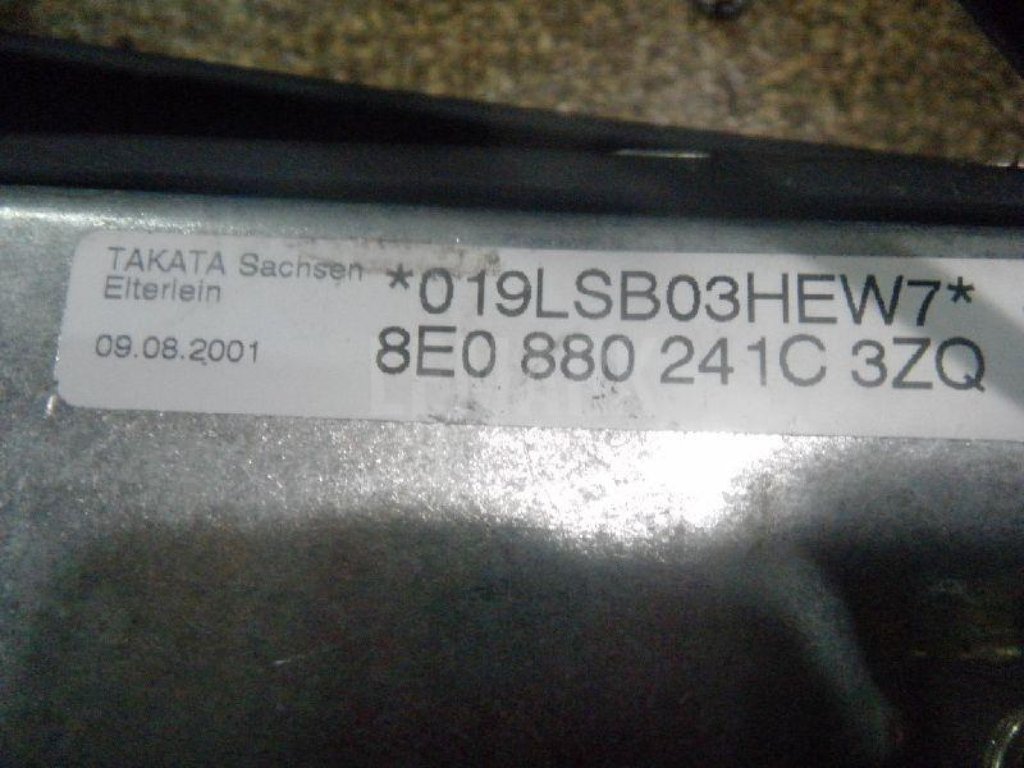 TAKATA Sachsen
Elterlein
09.08.2001
*019LSB03HEW7*
8E0 880 241C 3ZQ